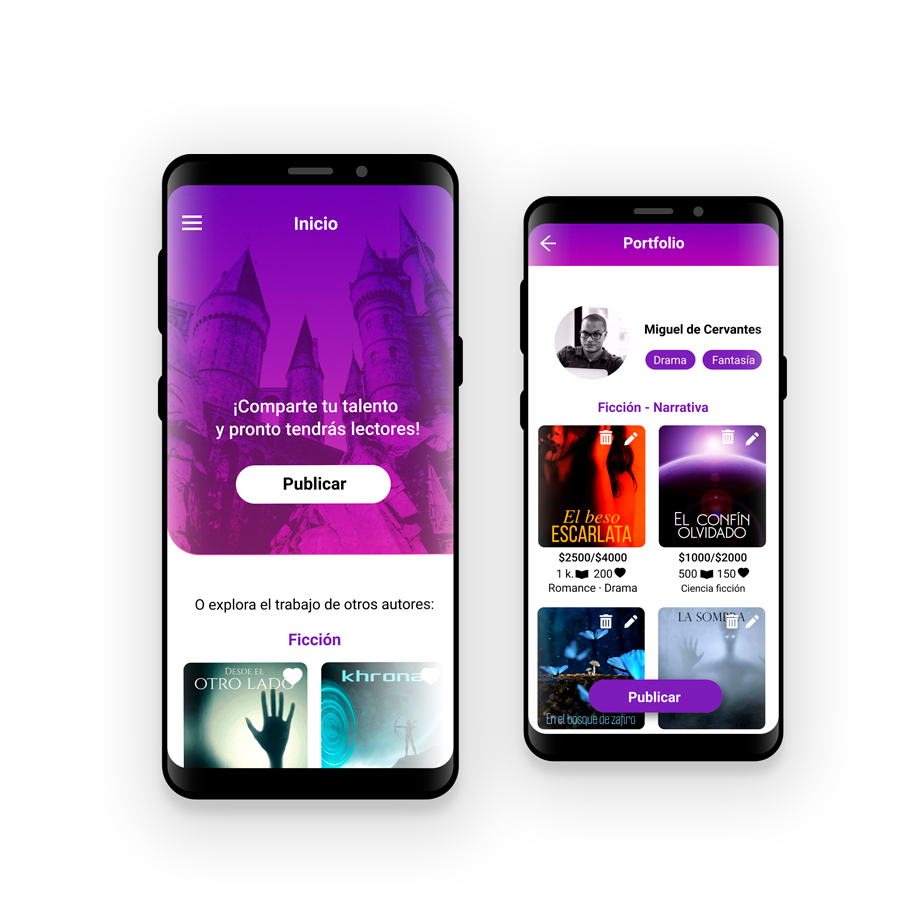 Inicio
¡Comparte tu talento
y pronto tendrás lectores!
Publicar
O explora el trabajo de otros autores:
Ficción
DESDE EL
OTRO LADO
khrona
Portfolio
Miguel de Cervantes
Drama Fantasía
Ficción - Narrativa
El beso
ESCARLATA
EL CONFÍN
OLVIDADO
$2500/$4000 $1000/$2000
1 k. 200 500 150
Romance · Drama Ciencia ficción
LA SOMBRA
Publicar
En el bosque de zafiro